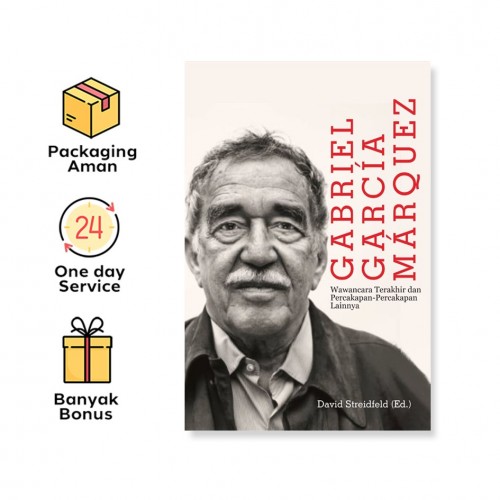 Packaging
Aman
24
One day
Service
Banyak
Bonus
GABRIEL
GARCÍA
MÁRQUEZ
Wawancara Terakhir dan
Percakapan-Percakapan
Lainnya
David Streidfeld (Ed.)